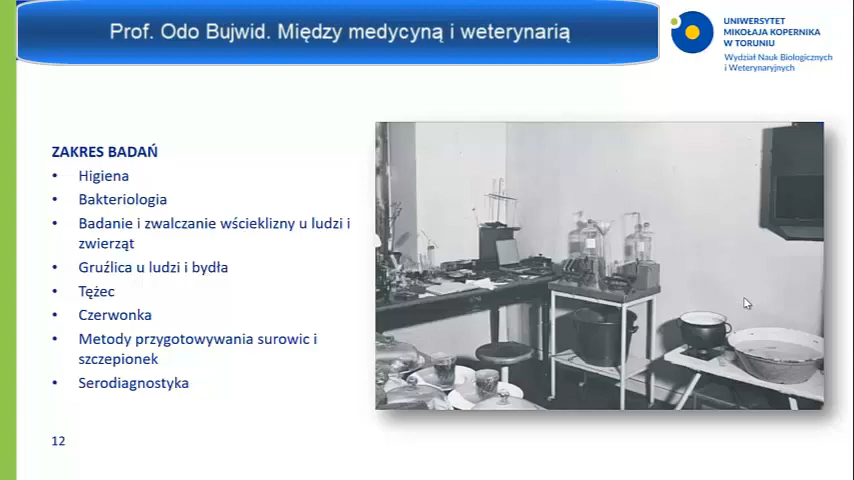 Prof. Odo Bujwid. Między medycyną i weterynarią
UNIWERSYTET
MIKOŁAJA KOPERNIKA
W TORUNIU
Wydział Nauk Biologicznych
i Weterynaryjnych
ZAKRES BADAŃ
• Higiena
• Bakteriologia
• Badanie i zwalczanie wścieklizny u ludzi i
zwierząt
• Gruźlica u ludzi i bydła
• Tężec
• Czerwonka
• Metody przygotowywania surowic i
szczepionek
• Serodiagnostyka
12